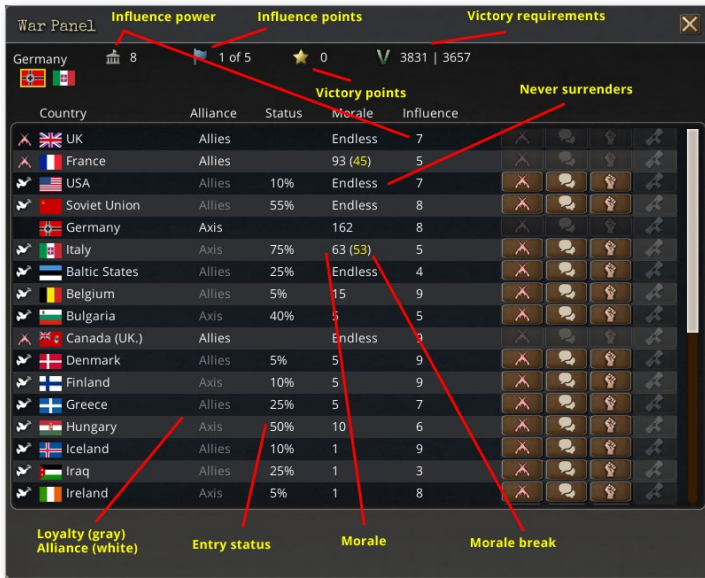 War Panel
Influence power
Influence points
Victory requirements
Germany 8 1 of 5 0 3831 | 3657
Victory points
Never surrenders
Country Alliance Status Morale Influence
UK Allies Endless 7
France Allies 93 (45) 5
USA Allies 10% Endless 7
Soviet Union Allies 55% Endless 8
Germany Axis 162 8
Italy Axis 75% 63 (53) 5
Baltic States Allies 25% Endless 4
Belgium Allies 5% 15 9
Bulgaria Axis 40% 5 5
Canada (UK.) Allies Endless 9
Denmark Allies 5% 5 9
Finland Axis 10% 5 9
Greece Allies 25% 5 7
Hungary Axis 50% 10 6
Iceland Allies 10% 1 9
Iraq Allies 25% 1 3
Ireland Axis 5% 1 8
Loyalty (gray)
Alliance (white)
Entry status
Morale
Morale break